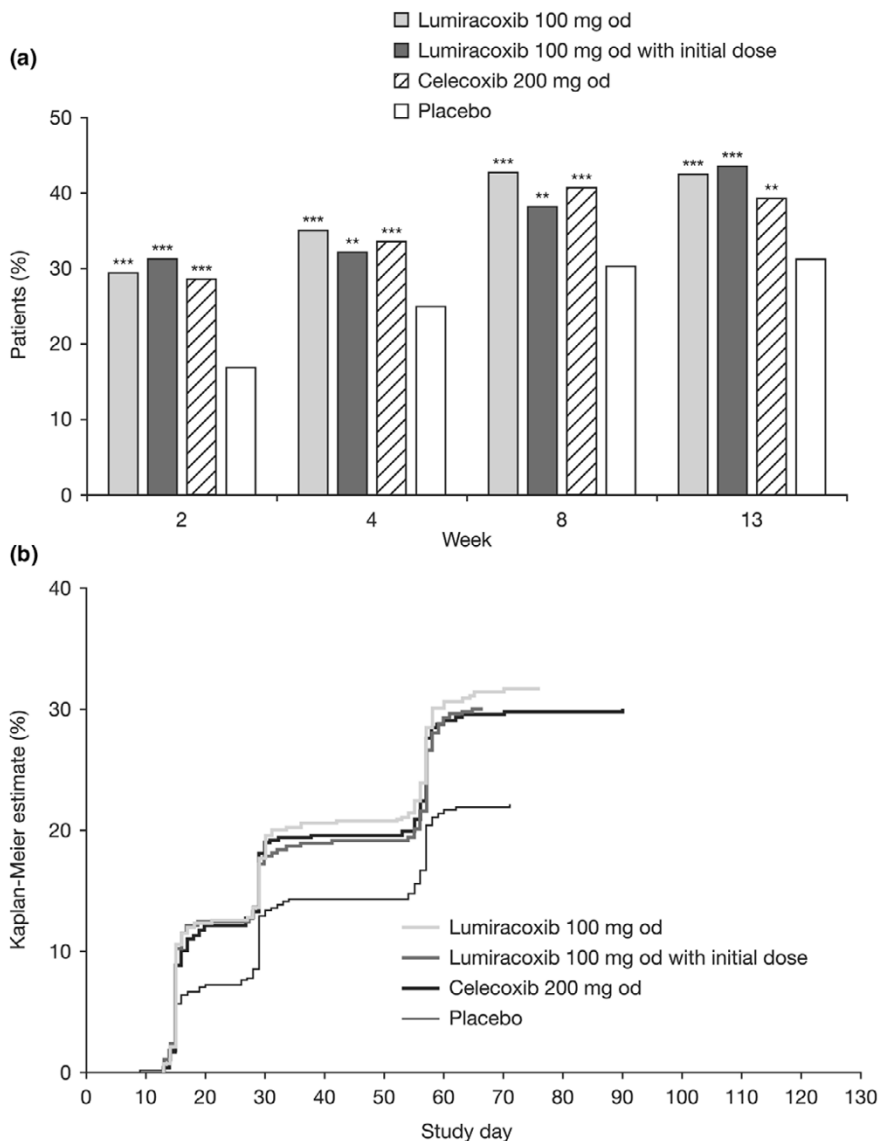 Lumiracoxib 100 mg od
(a)
Lumiracoxib 100 mg od with initial dose
Celecoxib 200 mg od
Placebo
50
40
30
20
10
0
Patients (%)
*** *** *** *** ** *** *** ** *** *** *** **
2 4 8 13
Week
(b)
40
30
20
10
0
Kaplan-Meier estimate (%)
Lumiracoxib 100 mg od
Lumiracoxib 100 mg od with initial dose
Celecoxib 200 mg od
Placebo
0 10 20 30 40 50 60 70 80 90 100 110 120 130
Study day